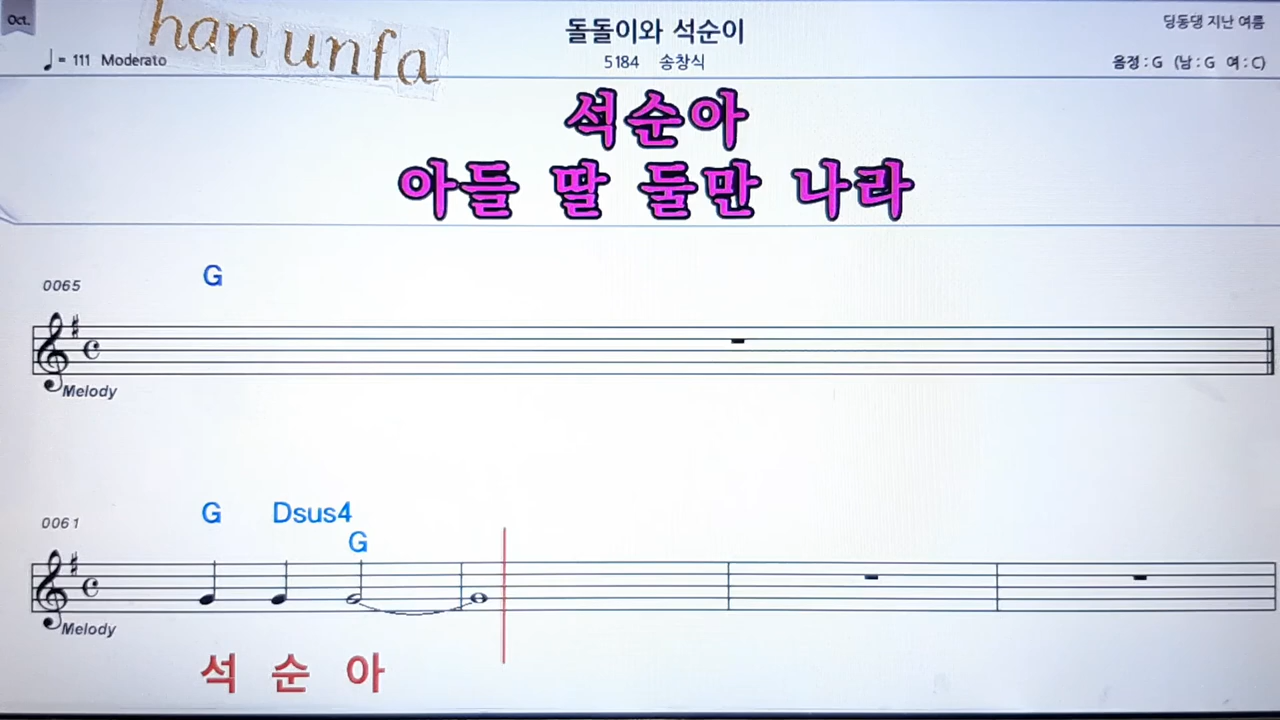 Oct.
han unfa
돌돌이와 석순이
딩동댕 지난 여름
♩= 111 Moderato
5184 송창식
음정 : G (남 : G 여 : C)
석순아
아들 딸 둘만 나라
G
0065
Melody
G Dsus4
G
0061
Melody
석 순 아